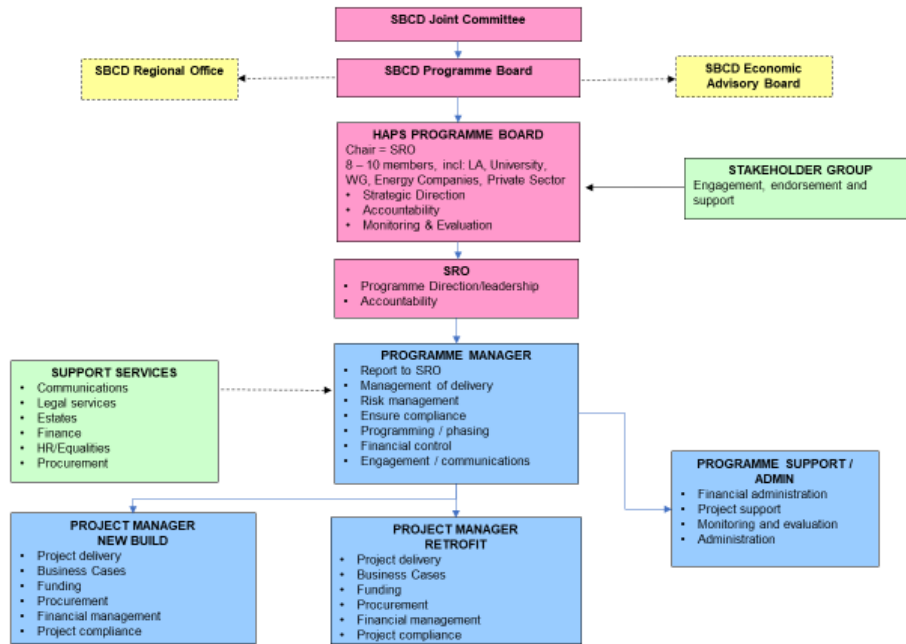 SBCD Joint Committee
SBCD Regional Office
SBCD Programme Board
SBCD Economic
Advisory Board
HAPS PROGRAMME BOARD
Chair = SRO
8 – 10 members, incl: LA, University,
WG, Energy Companies, Private Sector
• Strategic Direction
• Accountability
• Monitoring & Evaluation
STAKEHOLDER GROUP
Engagement, endorsement and
support
SRO
• Programme Direction/leadership
• Accountability
SUPPORT SERVICES
• Communications
• Legal services
• Estates
• Finance
• HR/Equalities
• Procurement
PROGRAMME MANAGER
• Report to SRO
• Management of delivery
• Risk management
• Ensure compliance
• Programming / phasing
• Financial control
• Engagement / communications
PROGRAMME SUPPORT /
ADMIN
• Financial administration
• Project support
• Monitoring and evaluation
• Administration
PROJECT MANAGER
NEW BUILD
• Project delivery
• Business Cases
• Funding
• Procurement
• Financial management
• Project compliance
PROJECT MANAGER
RETROFIT
• Project delivery
• Business Cases
• Funding
• Procurement
• Financial management
• Project compliance